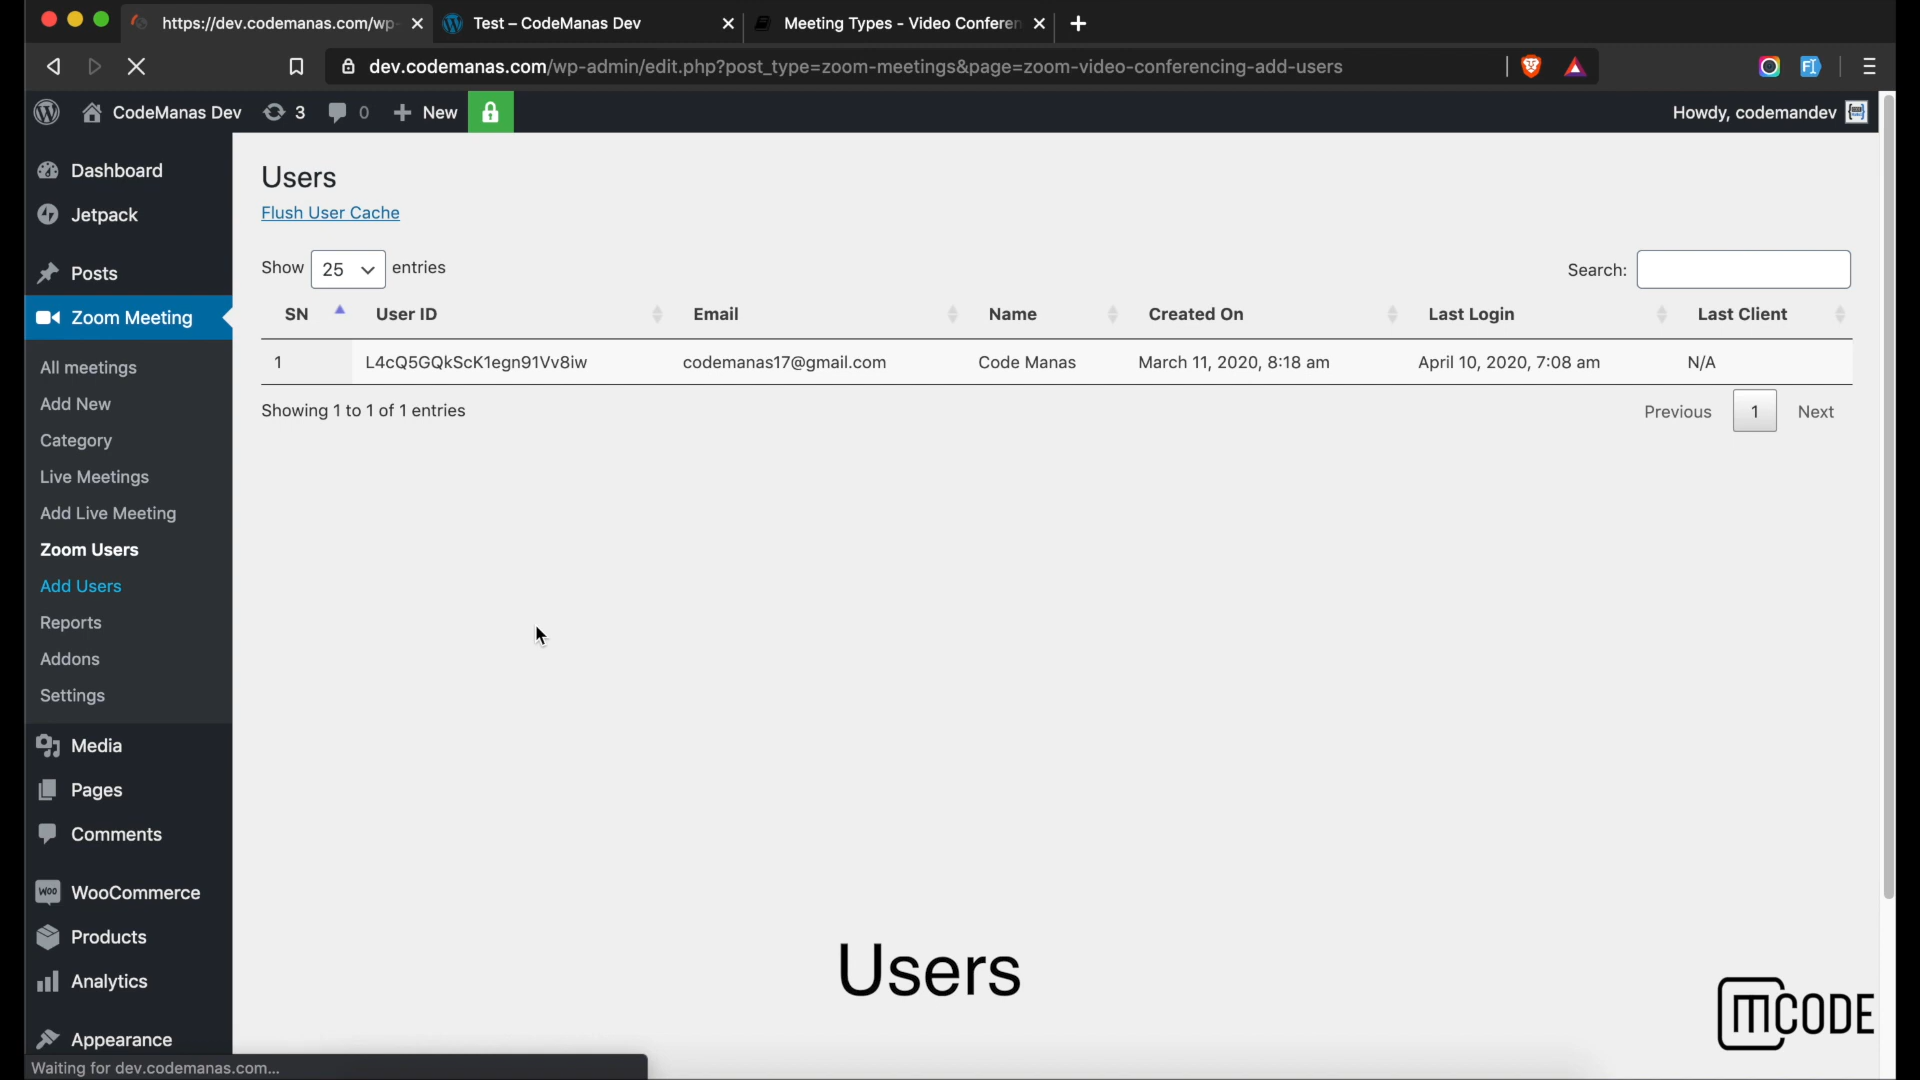 https://dev.codemanas.com/wp-
Test – CodeManas Dev
Meeting Types - Video Conferen
dev.codemanas.com/wp-admin/edit.php?post_type=zoom-meetings&page=zoom-video-conferencing-add-users
CodeManas Dev
3
0
New
Howdy, codemandev
Dashboard
Jetpack
Posts
Zoom Meeting
All meetings
Add New
Category
Live Meetings
Add Live Meeting
Zoom Users
Add Users
Reports
Addons
Settings
Media
Pages
Comments
WooCommerce
Products
Analytics
Appearance
Waiting for dev.codemanas.com...
Users
Flush User Cache
Show 25 entries
Search:
SN User ID Email Name Created On Last Login Last Client
1 L4cQ5GQkScK1egn91Vv8iw codemanas17@gmail.com Code Manas March 11, 2020, 8:18 am April 10, 2020, 7:08 am N/A
Showing 1 to 1 of 1 entries
Previous 1 Next
Users
mCODE